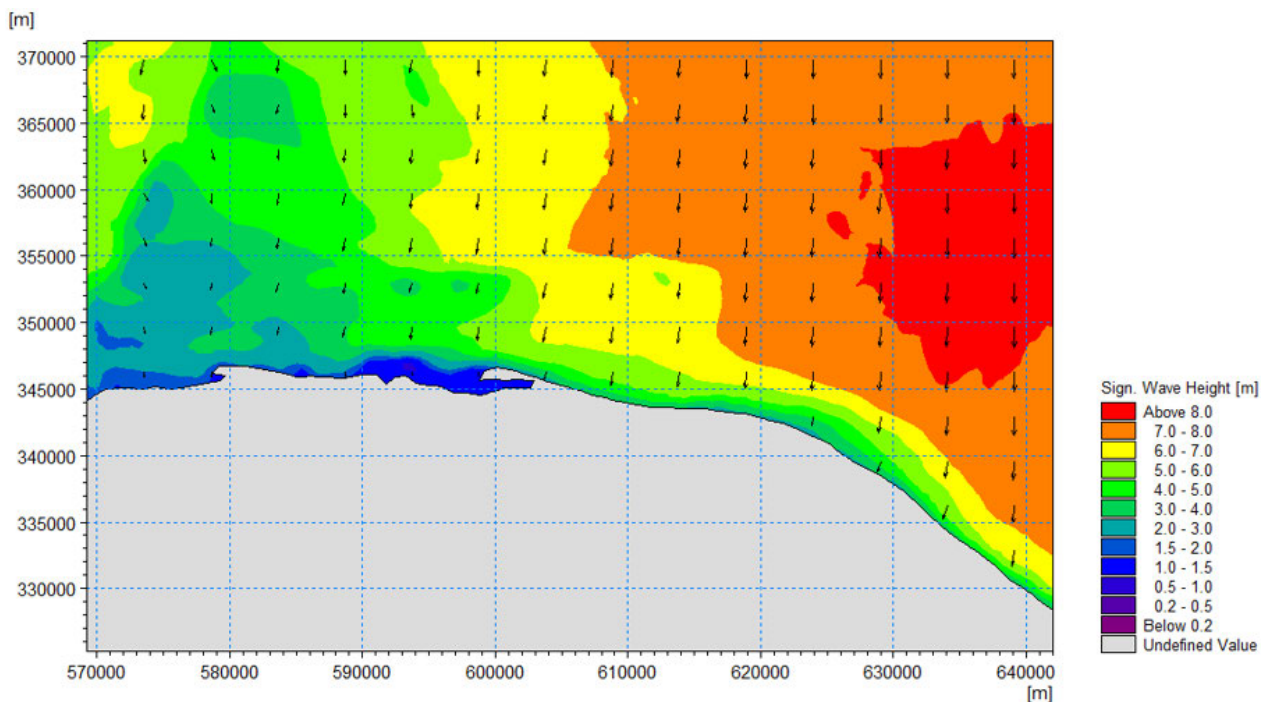 [m]
370000
365000
360000
355000
350000
345000
340000
335000
330000
570000 580000 590000 600000 610000 620000 630000 640000
[m]
Sign. Wave Height [m]
Above 8.0
7.0 - 8.0
6.0 - 7.0
5.0 - 6.0
4.0 - 5.0
3.0 - 4.0
2.0 - 3.0
1.5 - 2.0
1.0 - 1.5
0.5 - 1.0
0.2 - 0.5
Below 0.2
Undefined Value